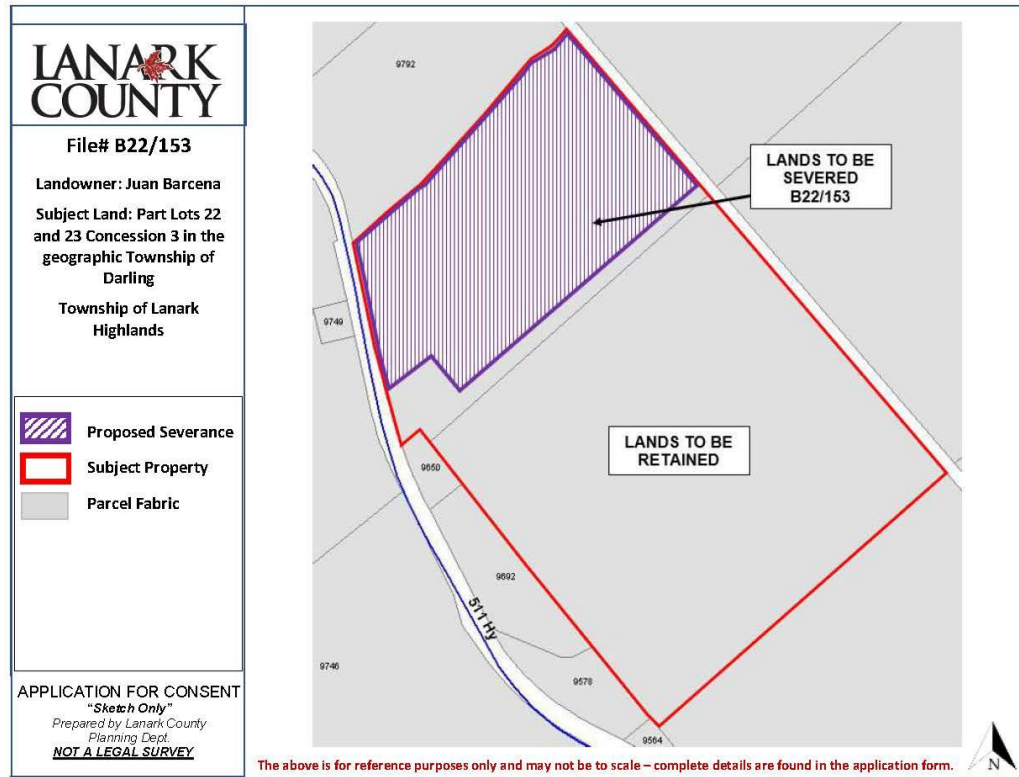 LANARK
COUNTY
File# B22/153
Landowner: Juan Barcena
Subject Land: Part Lots 22
and 23 Concession 3 in the
geographic Township of
Darling
Township of Lanark
Highlands
Proposed Severance
Subject Property
Parcel Fabric
APPLICATION FOR CONSENT
"Sketch Only"
Prepared by Lanark County
Planning Dept.
NOT A LEGAL SURVEY
9792
LANDS TO BE
SEVERED
B22/153
9749
LANDS TO BE
RETAINED
9650
9692
511 Hy
9746
9578
9564
The above is for reference purposes only and may not be to scale – complete details are found in the application form.
N